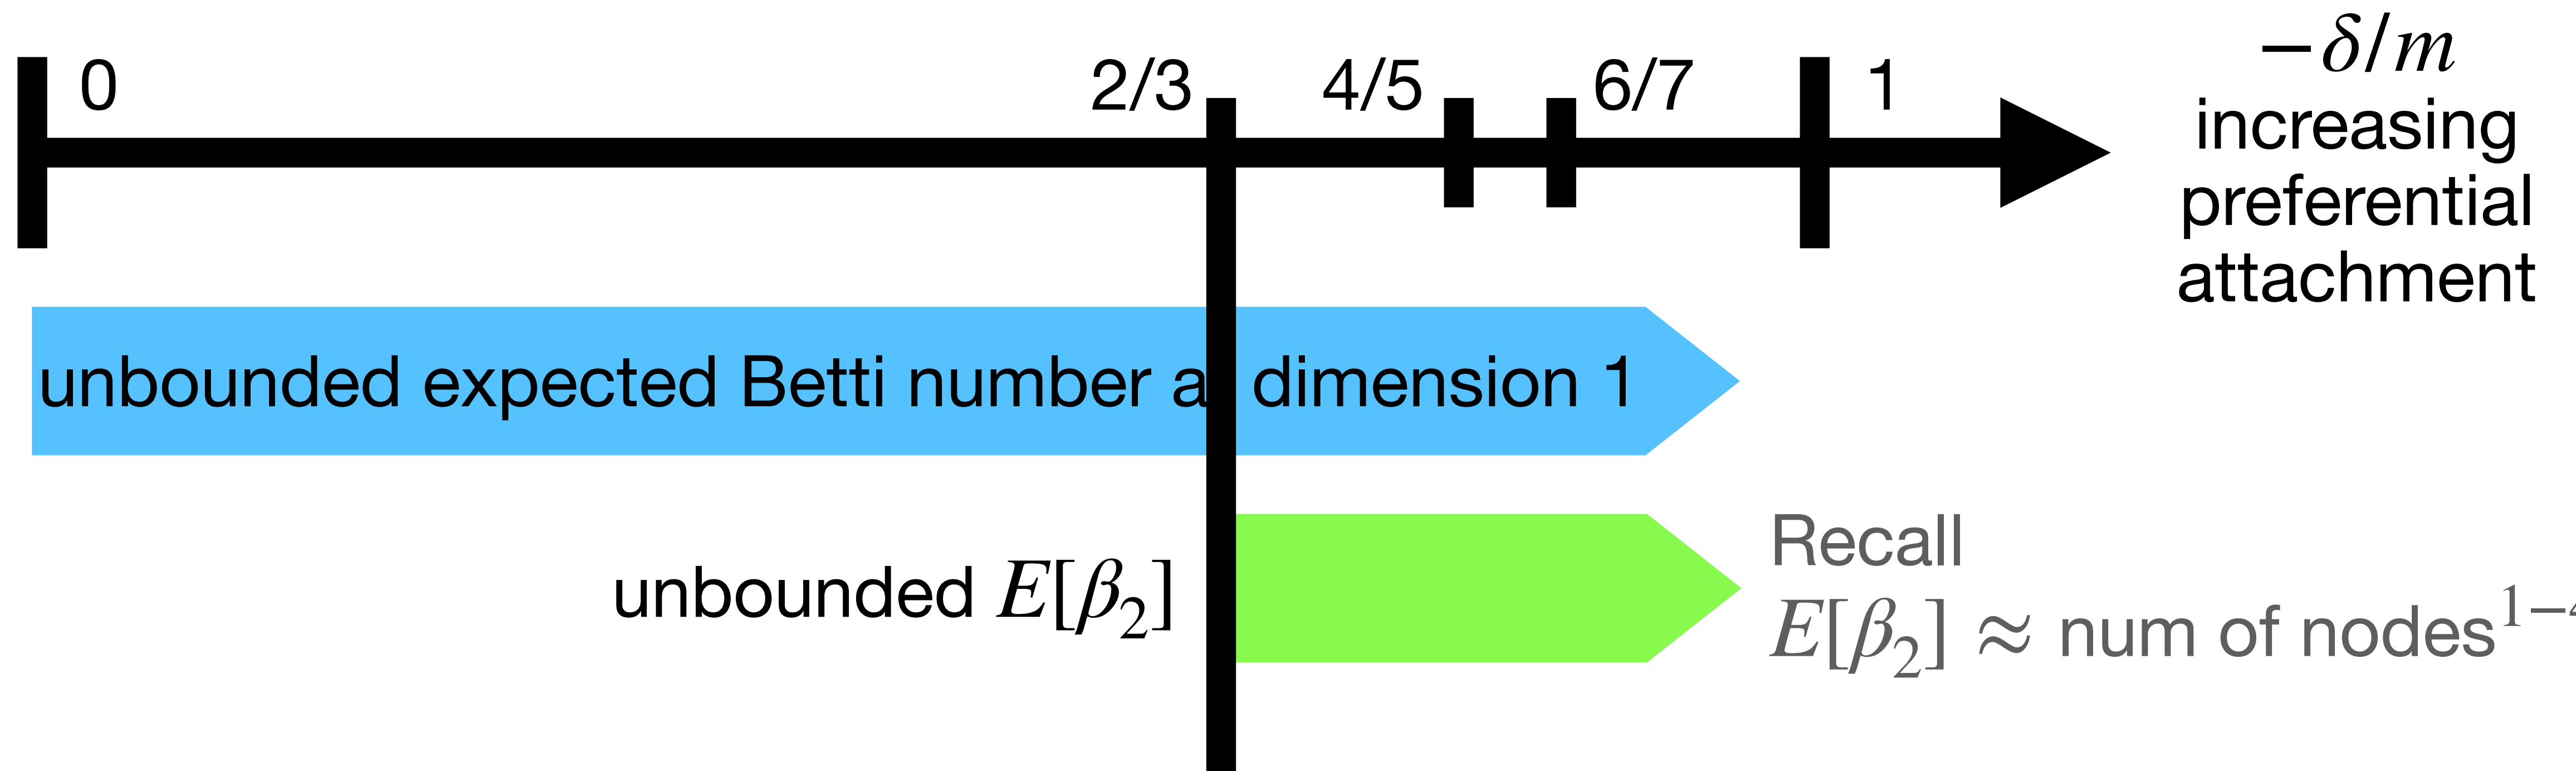 0
2/3
4/5
6/7
1
−δ/m
increasing
preferential
attachment
unbounded expected Betti number a dimension 1
unbounded E[β₂]
Recall
E[β₂] ≈ num of nodes¹⁻